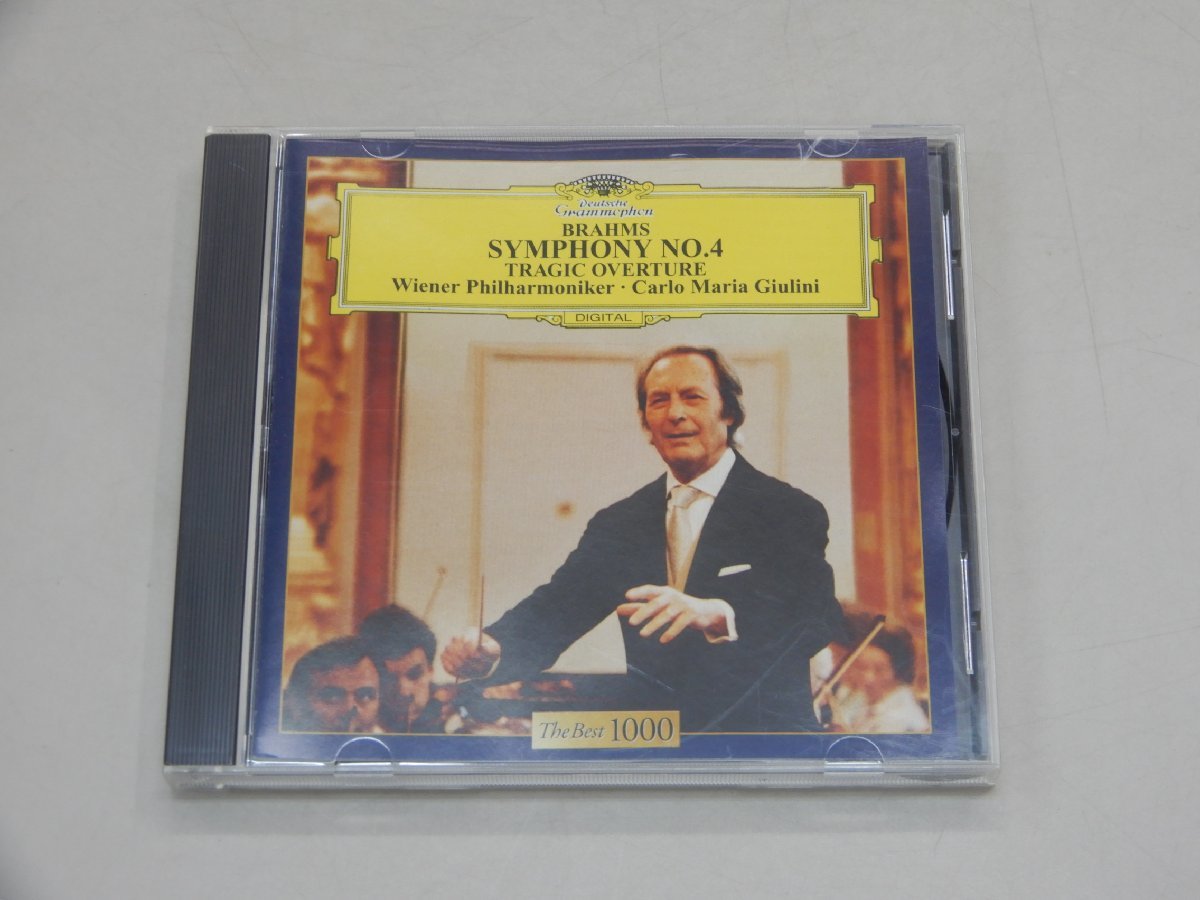 Deutsche
Grammophon
BRAHMS
SYMPHONY NO.4
TRAGIC OVERTURE
Wiener Philharmoniker · Carlo Maria Giulini
DIGITAL
The Best 1000